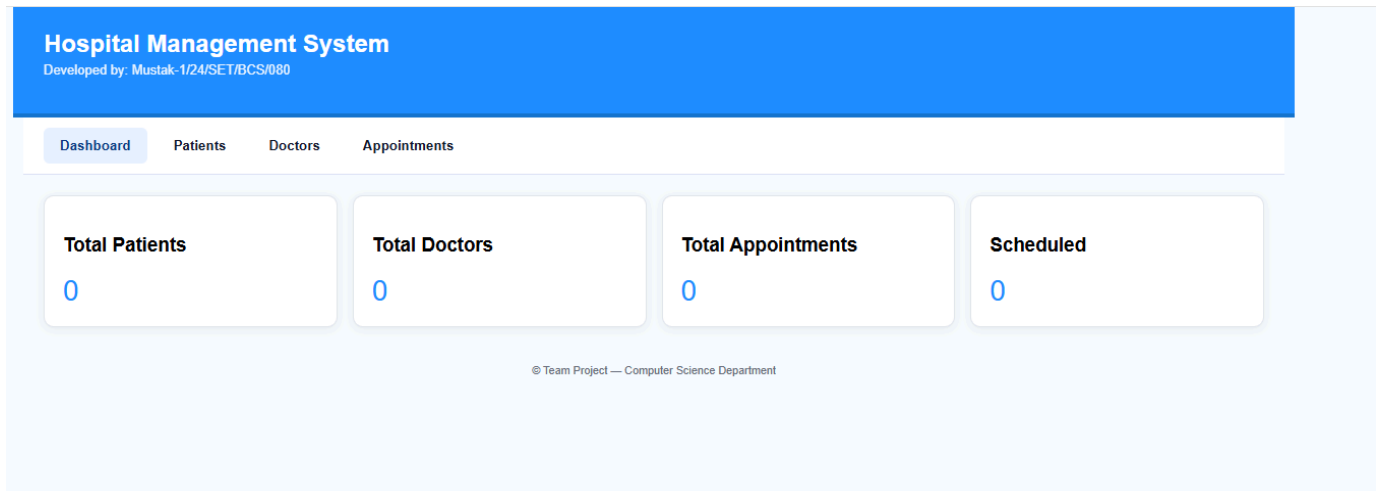 Hospital Management System
Developed by: Mustak-1/24/SET/BCS/080
Dashboard Patients Doctors Appointments
Total Patients Total Doctors Total Appointments Scheduled
0 0 0 0
© Team Project — Computer Science Department